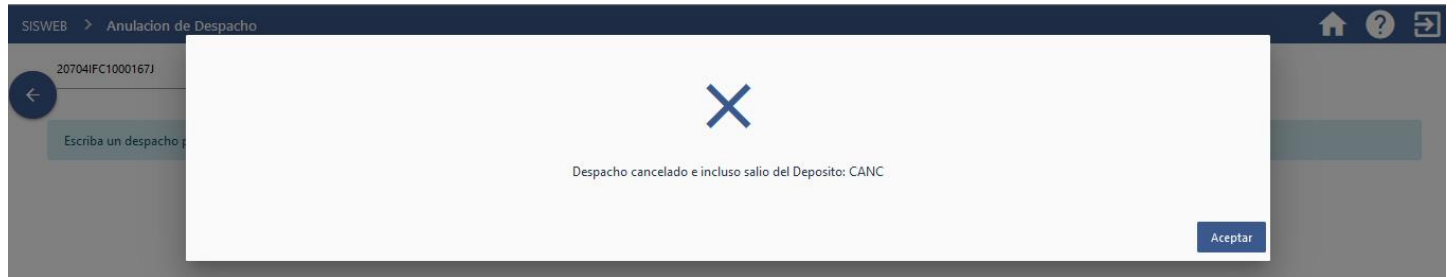 SISWEB > Anulacion de Despacho
20704IFC1000167J
Escriba un despacho
Despacho cancelado e incluso salio del Deposito: CANC
Aceptar